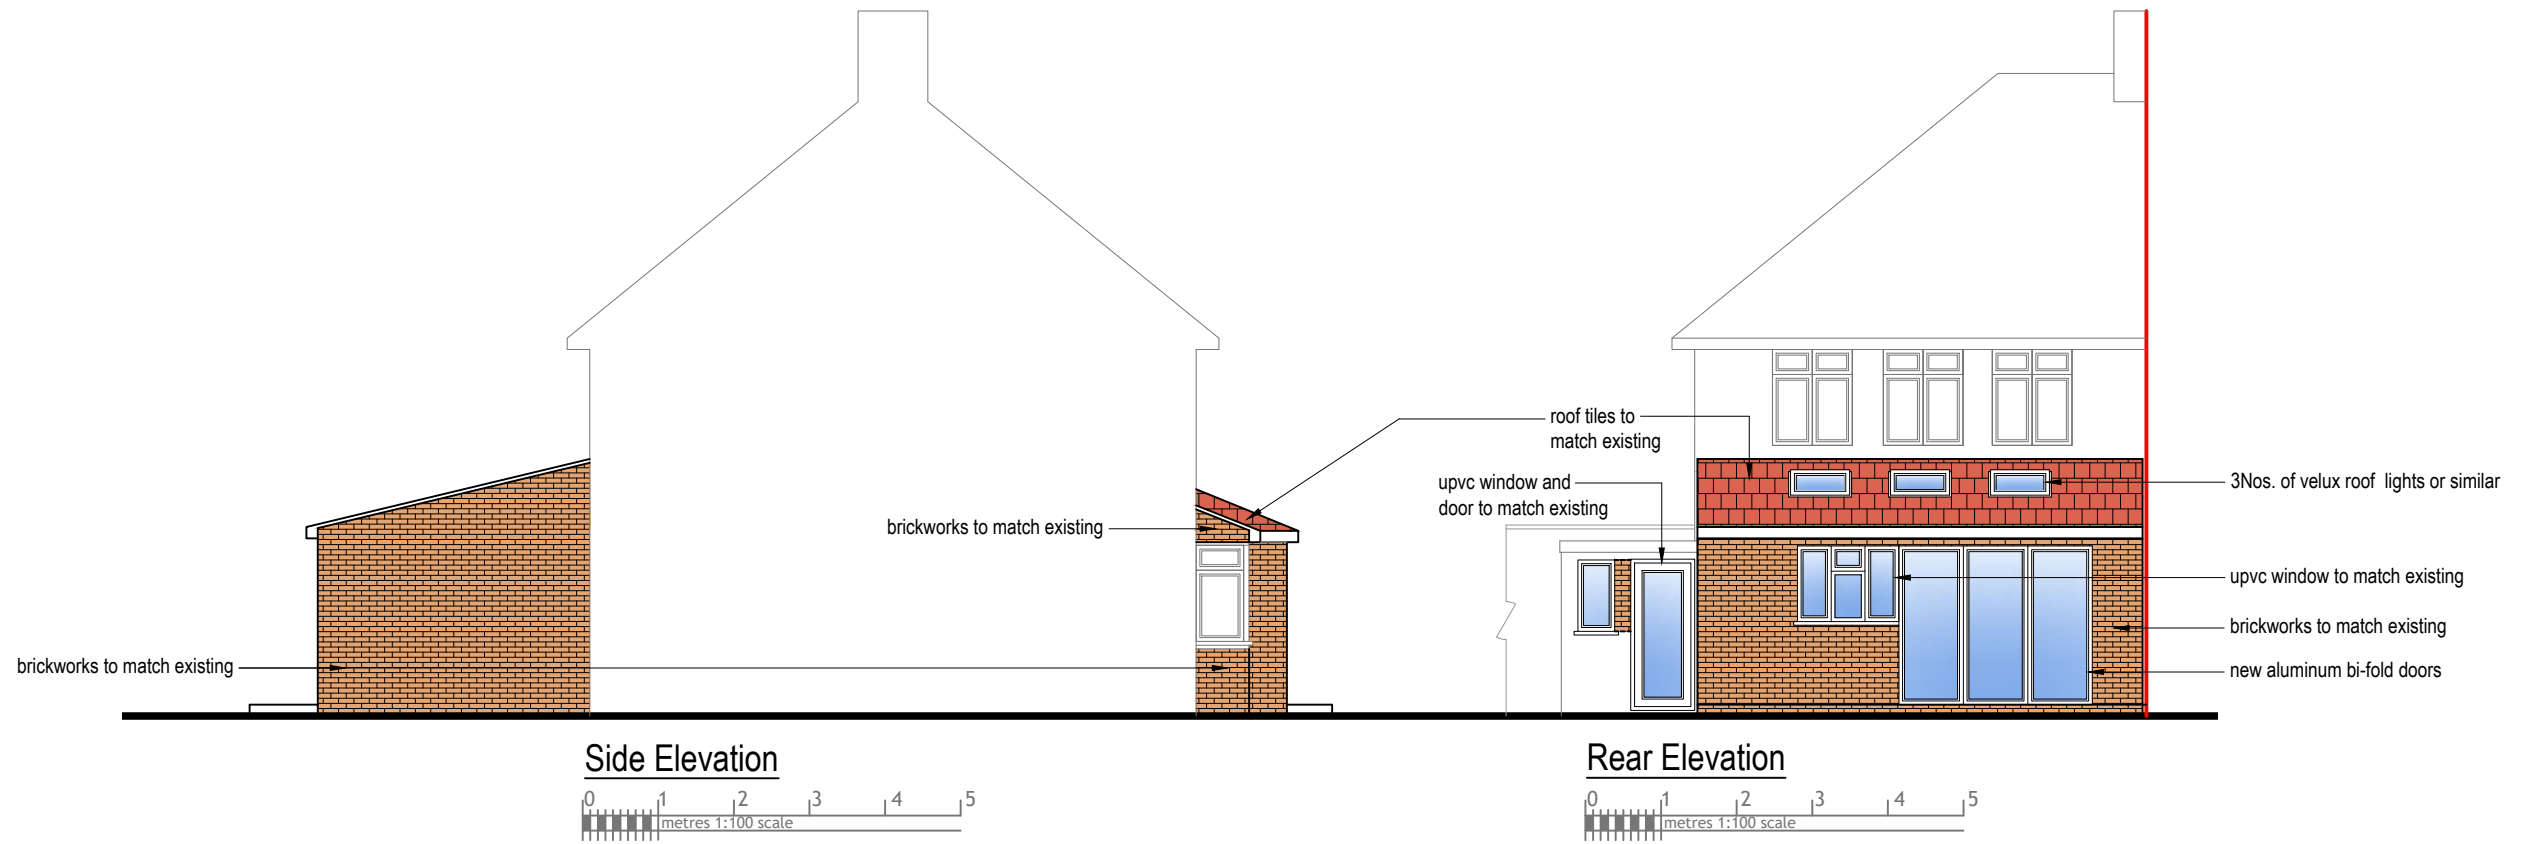 roof tiles to
match existing
upvc window and
door to match existing
3Nos. of velux roof lights or similar
brickworks to match existing
upvc window to match existing
brickworks to match existing
brickworks to match existing
new aluminum bi-fold doors
Side Elevation
0 1 2 3 4 5
metres 1:100 scale
Rear Elevation
0 1 2 3 4 5
metres 1:100 scale